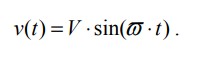 v(t) = V · sin(ϖ · t) .